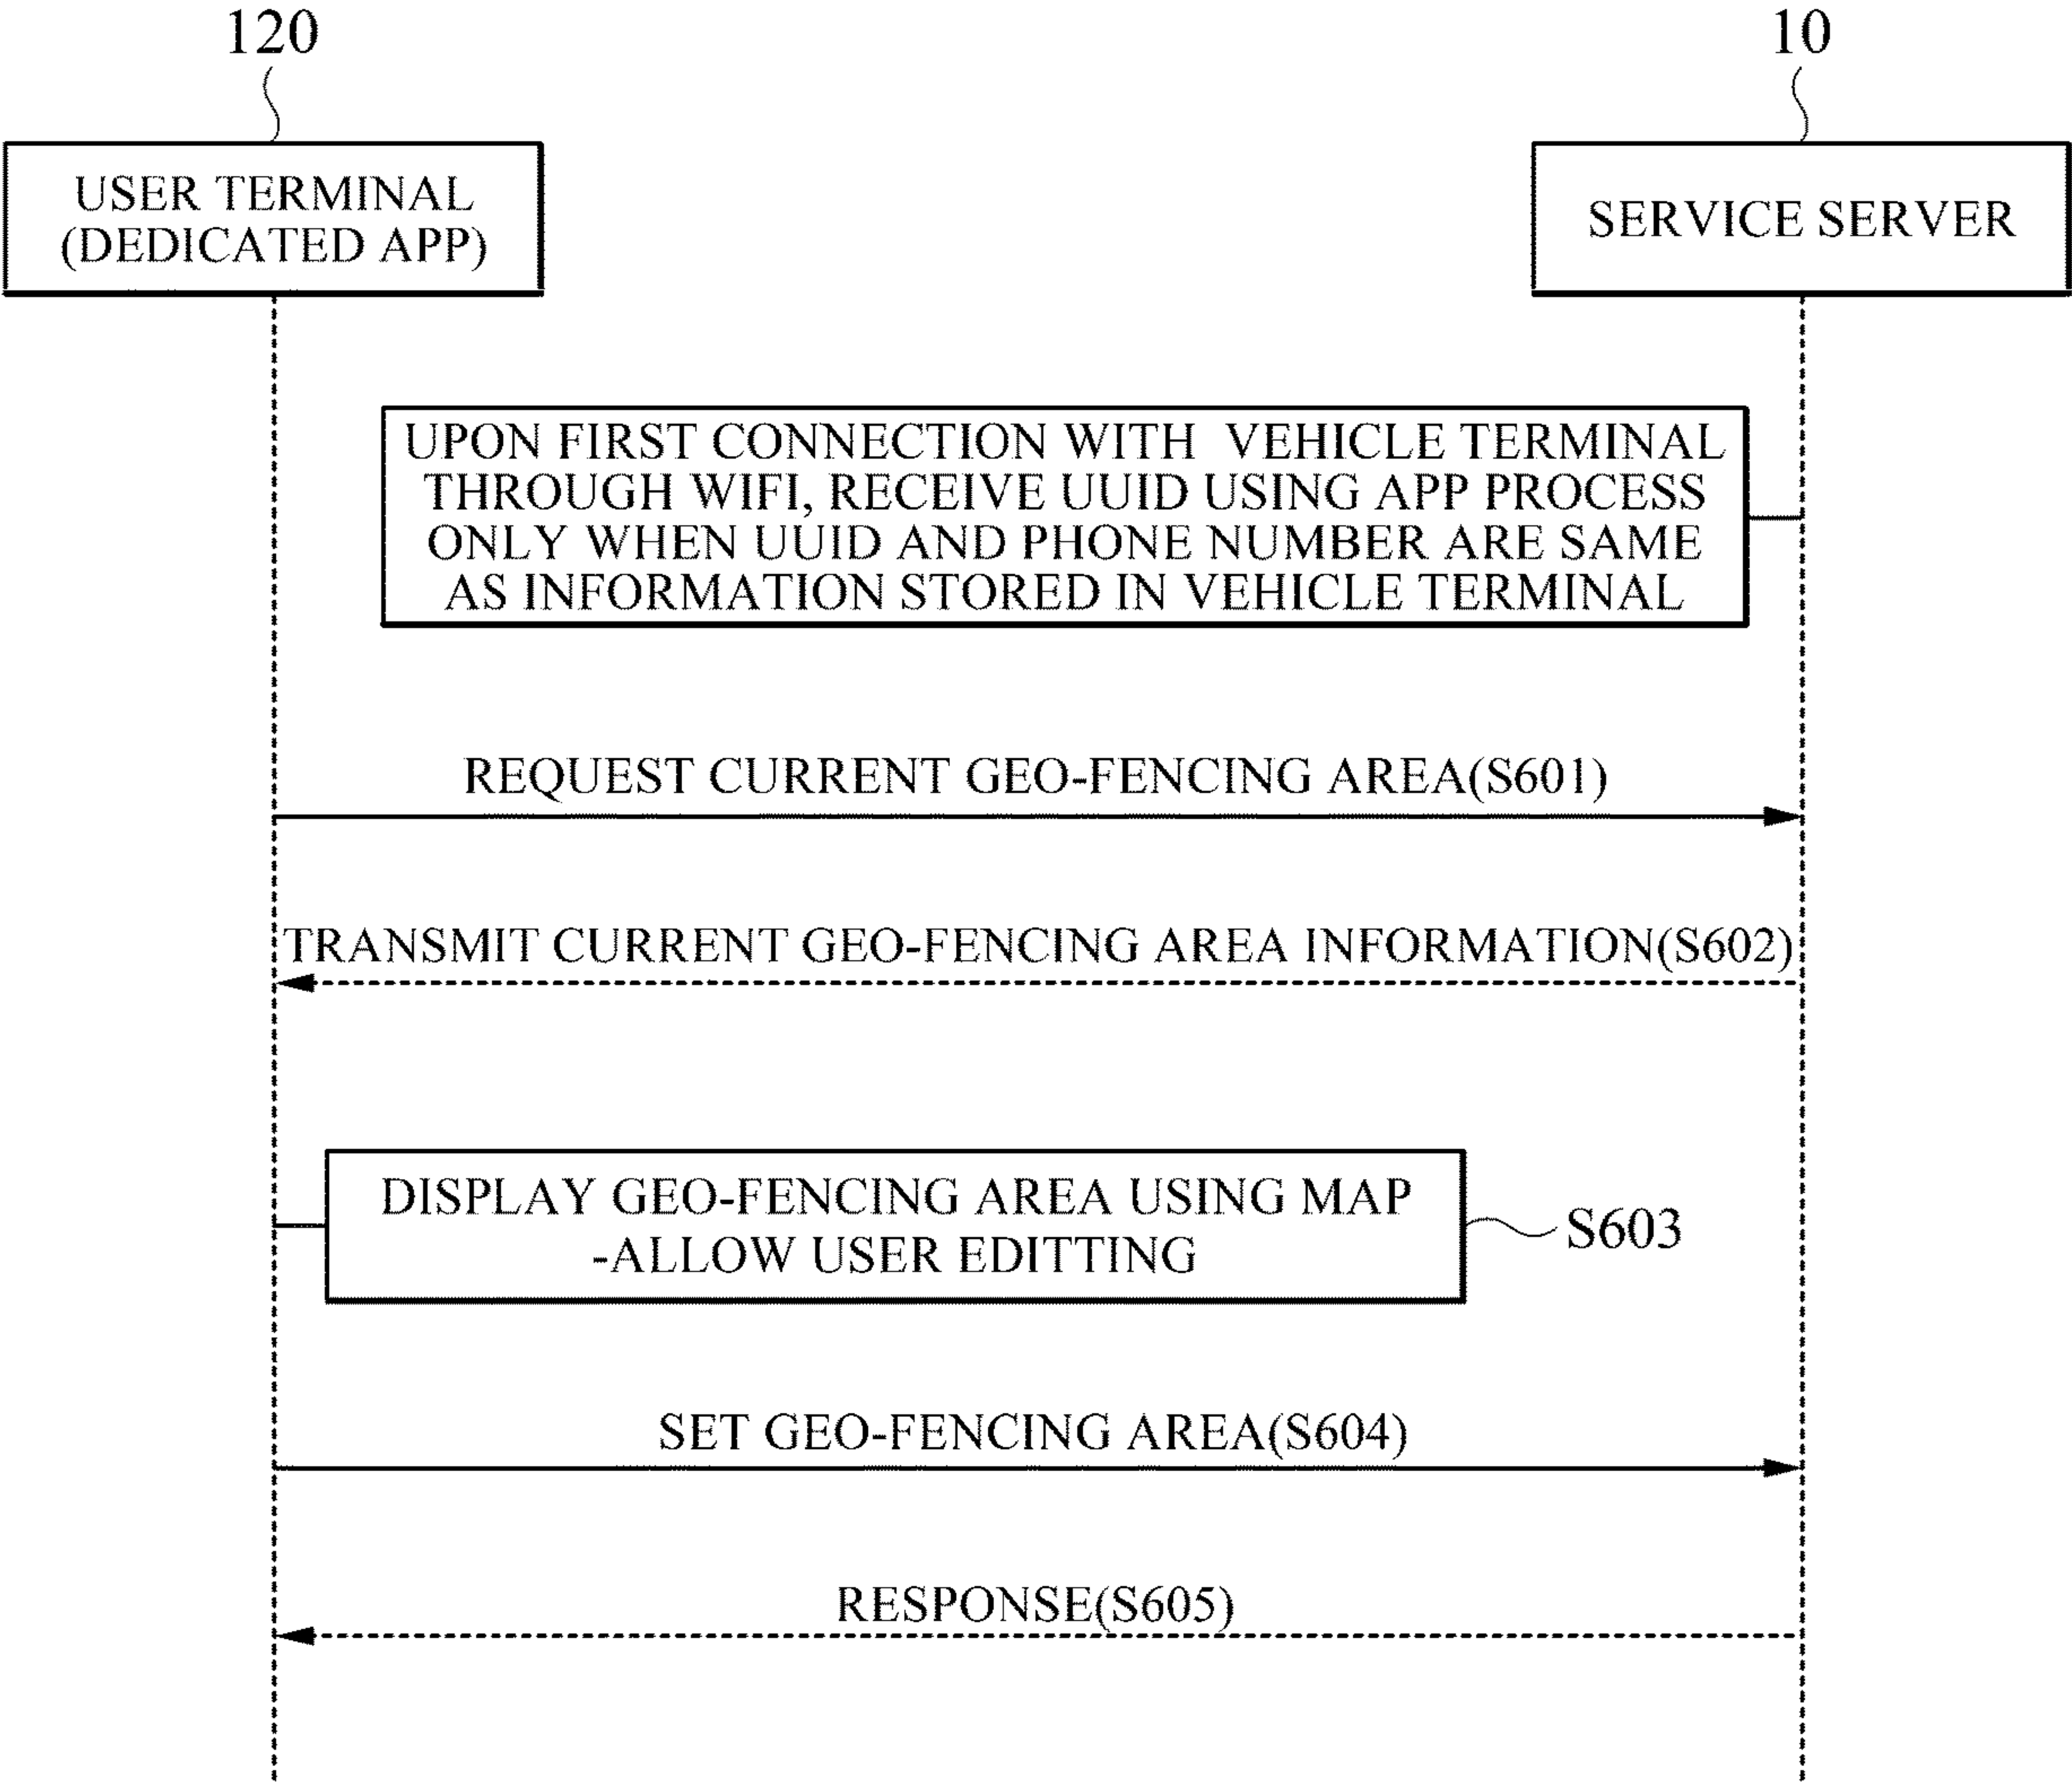 120
10
USER TERMINAL
(DEDICATED APP)
SERVICE SERVER
UPON FIRST CONNECTION WITH VEHICLE TERMINAL
THROUGH WIFI, RECEIVE UUID USING APP PROCESS
ONLY WHEN UUID AND PHONE NUMBER ARE SAME
AS INFORMATION STORED IN VEHICLE TERMINAL
REQUEST CURRENT GEO-FENCING AREA(S601)
TRANSMIT CURRENT GEO-FENCING AREA INFORMATION(S602)
DISPLAY GEO-FENCING AREA USING MAP
-ALLOW USER EDITTING
S603
SET GEO-FENCING AREA(S604)
RESPONSE(S605)